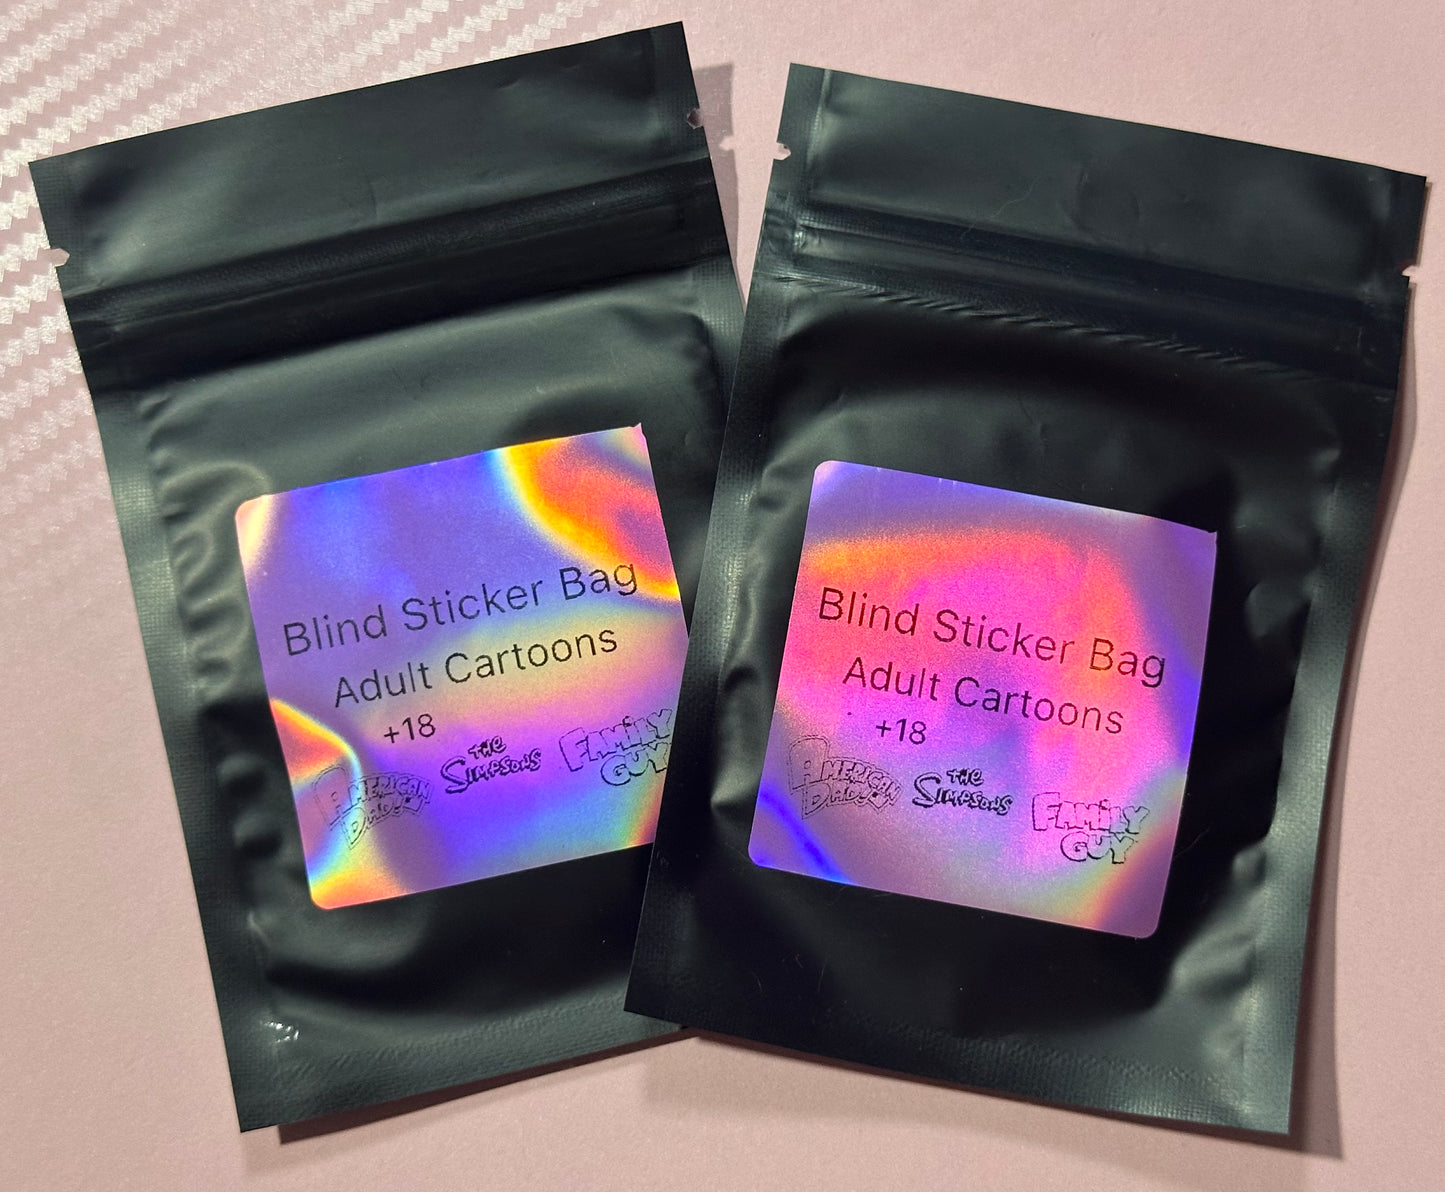 Blind Sticker Bag
Adult Cartoons
+18
AMERICAN
DAD
THE
SIMPSONS
FAMILY
GUY
Blind Sticker Bag
Adult Cartoons
+18
AMERICAN
DAD
THE
SIMPSONS
FAMILY
GUY